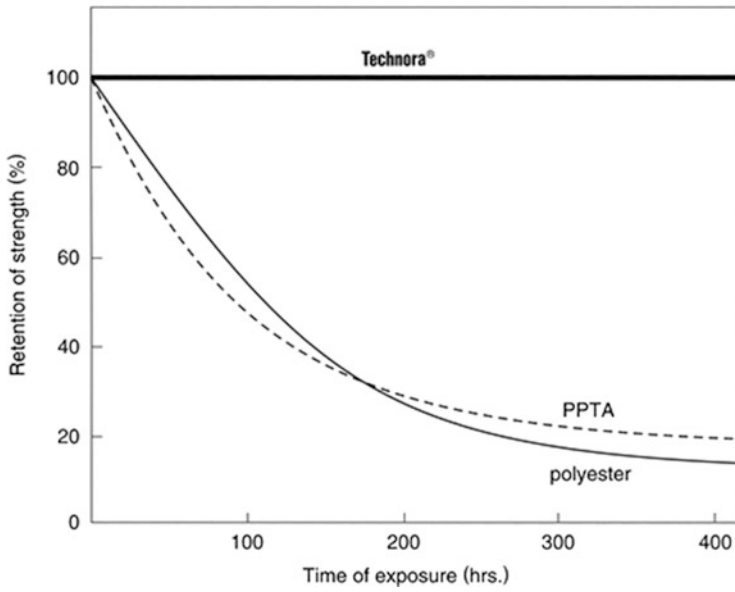 Technora®
100
80
60
40
20
0
Retention of strength (%)
PPTA
polyester
100
200
300
400
Time of exposure (hrs.)